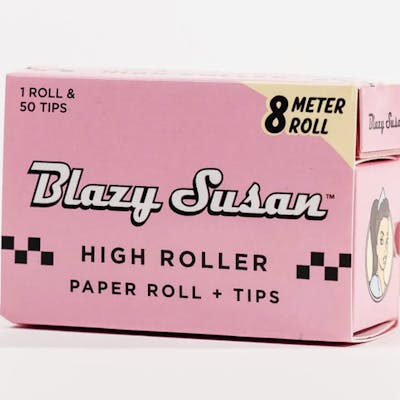 1 ROLL &
50 TIPS
8 METER
ROLL
Blazy Susan
Blazy Susan™
HIGH ROLLER
PAPER ROLL + TIPS